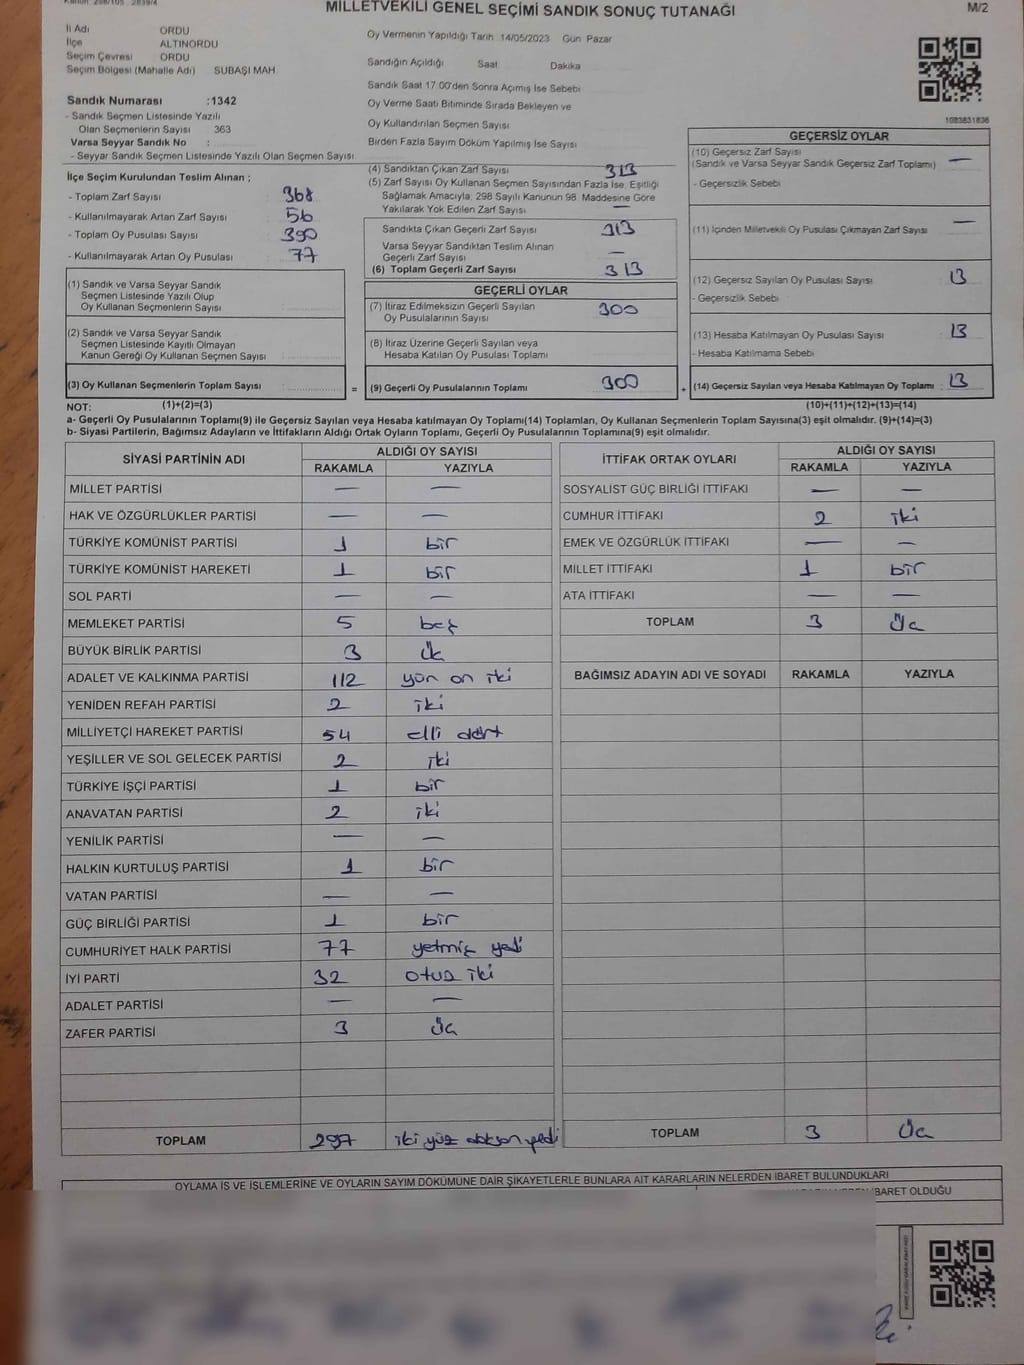 MİLLETVEKİLİ GENEL SEÇİMİ SANDIK SONUÇ TUTANAĞI
M/2
İl Adı ORDU
İlçe ALTINORDU
Seçim Çevresi ORDU
Seçim Bölgesi (Mahalle Adı) SUBAŞI MAH.
Sandık Numarası :1342
- Sandık Seçmen Listesinde Yazılı
Olan Seçmenlerin Sayısı : 363
Varsa Seyyar Sandık No :
- Seyyar Sandık Seçmen Listesinde Yazılı Olan Seçmen Sayısı
Oy Vermenin Yapıldığı Tarih 14/05/2023 Gün Pazar
Sandığın Açıldığı Saat Dakika
Sandık Saat 17:00'den Sonra Açımış İse Sebebi
Oy Verme Saati Bitiminde Sırada Bekleyen ve
Oy Kullandırılan Seçmen Sayısı
Birden Fazla Sayım Döküm Yapılmış İse Sayısı
1083831836
İlçe Seçim Kurulundan Teslim Alınan ;
- Toplam Zarf Sayısı : 368
- Kullanılmayarak Artan Zarf Sayısı : 56
- Toplam Oy Pusulası Sayısı : 390
- Kullanılmayarak Artan Oy Pusulası : 77
(4) Sandıktan Çıkan Zarf Sayısı 313
(5) Zarf Sayısı Oy Kullanan Seçmen Sayısından Fazla İse, Eşitliği
Sağlamak Amacıyla, 298 Sayılı Kanunun 98. Maddesine Göre
Yakılarak Yok Edilen Zarf Sayısı —
Sandıkta Çıkan Geçerli Zarf Sayısı 313
Varsa Seyyar Sandıktan Teslim Alınan
Geçerli Zarf Sayısı —
(6) Toplam Geçerli Zarf Sayısı 313
GEÇERSİZ OYLAR
(10) Geçersiz Zarf Sayısı
(Sandık ve Varsa Seyyar Sandık Geçersiz Zarf Toplamı) —
- Geçersizlik Sebebi
(11) İçinden Milletvekili Oy Pusulası Çıkmayan Zarf Sayısı —
(12) Geçersiz Sayılan Oy Pusulası Sayısı 13
- Geçersizlik Sebebi
(13) Hesaba Katılmayan Oy Pusulası Sayısı 13
- Hesaba Katılmama Sebebi
(14) Geçersiz Sayılan veya Hesaba Katılmayan Oy Toplamı : 13
(10)+(11)+(12)+(13)=(14)
(1) Sandık ve Varsa Seyyar Sandık
Seçmen Listesinde Yazılı Olup
Oy Kullanan Seçmenlerin Sayısı
(2) Sandık ve Varsa Seyyar Sandık
Seçmen Listesinde Kayıtlı Olmayan
Kanun Gereği Oy Kullanan Seçmen Sayısı
(3) Oy Kullanan Seçmenlerin Toplam Sayısı =
(1)+(2)=(3)
GEÇERLİ OYLAR
(7) İtiraz Edilmeksizin Geçerli Sayılan
Oy Pusulalarının Sayısı 300
(8) İtiraz Üzerine Geçerli Sayılan veya
Hesaba Katılan Oy Pusulası Toplamı
(9) Geçerli Oy Pusulalarının Toplamı 300 +
NOT:
a- Geçerli Oy Pusulalarının Toplamı(9) ile Geçersiz Sayılan veya Hesaba katılmayan Oy Toplamı(14) Toplamları, Oy Kullanan Seçmenlerin Toplam Sayısına(3) eşit olmalıdır. (9)+(14)=(3)
b- Siyasi Partilerin, Bağımsız Adayların ve İttifakların Aldığı Ortak Oyların Toplamı, Geçerli Oy Pusulalarının Toplamına(9) eşit olmalıdır.
SİYASİ PARTİNİN ADI ALDIĞI OY SAYISI
RAKAMLA YAZIYLA
MİLLET PARTİSİ — —
HAK VE ÖZGÜRLÜKLER PARTİSİ — —
TÜRKİYE KOMÜNİST PARTİSİ 1 bir
TÜRKİYE KOMÜNİST HAREKETİ 1 bir
SOL PARTİ — —
MEMLEKET PARTİSİ 5 beş
BÜYÜK BİRLİK PARTİSİ 3 Üç
ADALET VE KALKINMA PARTİSİ 112 yüz on iki
YENİDEN REFAH PARTİSİ 2 iki
MİLLİYETÇİ HAREKET PARTİSİ 54 elli dört
YEŞİLLER VE SOL GELECEK PARTİSİ 2 iki
TÜRKİYE İŞÇİ PARTİSİ 1 bir
ANAVATAN PARTİSİ 2 iki
YENİLİK PARTİSİ — —
HALKIN KURTULUŞ PARTİSİ 1 bir
VATAN PARTİSİ — —
GÜÇ BİRLİĞİ PARTİSİ 1 bir
CUMHURİYET HALK PARTİSİ 77 yetmiş yedi
İYİ PARTİ 32 otuz iki
ADALET PARTİSİ — —
ZAFER PARTİSİ 3 Üç
TOPLAM 297 iki yüz doksan yedi
İTTİFAK ORTAK OYLARI ALDIĞI OY SAYISI
RAKAMLA YAZIYLA
SOSYALİST GÜÇ BİRLİĞİ İTTİFAKI — —
CUMHUR İTTİFAKI 2 iki
EMEK VE ÖZGÜRLÜK İTTİFAKI — —
MİLLET İTTİFAKI 1 bir
ATA İTTİFAKI — —
TOPLAM 3 Üç
BAĞIMSIZ ADAYIN ADI VE SOYADI RAKAMLA YAZIYLA
TOPLAM 3 Üç
OYLAMA İŞ VE İŞLEMLERİNE VE OYLARIN SAYIM DÖKÜMÜNE DAİR ŞİKAYETLERLE BUNLARA AİT KARARLARIN NELERDEN İBARET BULUNDUKLARI
İBARET OLDUĞU